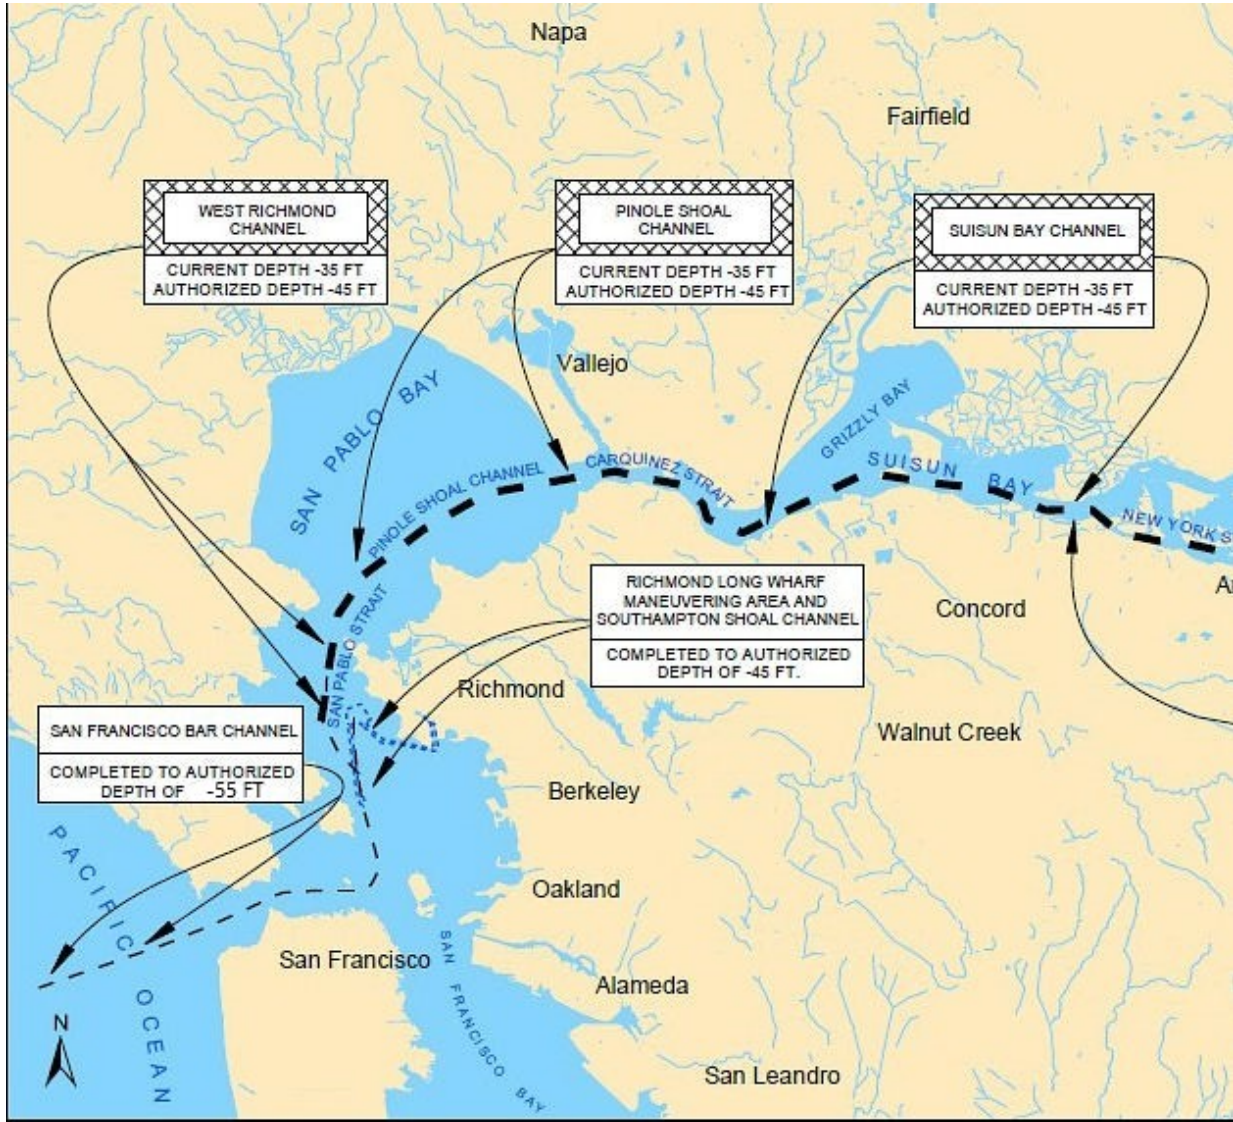 Napa
Fairfield
WEST RICHMOND
CHANNEL
CURRENT DEPTH -35 FT
AUTHORIZED DEPTH -45 FT
PINOLE SHOAL
CHANNEL
CURRENT DEPTH -35 FT
AUTHORIZED DEPTH -45 FT
SUISUN BAY CHANNEL
CURRENT DEPTH -35 FT
AUTHORIZED DEPTH -45 FT
Vallejo
SAN PABLO BAY
GRIZZLY BAY
PINOLE SHOAL CHANNEL
CARQUINEZ STRAIT
SUISUN BAY
NEW YORK S
SAN PABLO STRAIT
RICHMOND LONG WHARF
MANEUVERING AREA AND
SOUTHAMPTON SHOAL CHANNEL
COMPLETED TO AUTHORIZED
DEPTH OF -45 FT.
Concord
Richmond
Walnut Creek
SAN FRANCISCO BAR CHANNEL
COMPLETED TO AUTHORIZED
DEPTH OF -55 FT
Berkeley
Oakland
PACIRIC OCEAN
San Francisco
SAN FRANCISCO BAY
Alameda
N
San Leandro